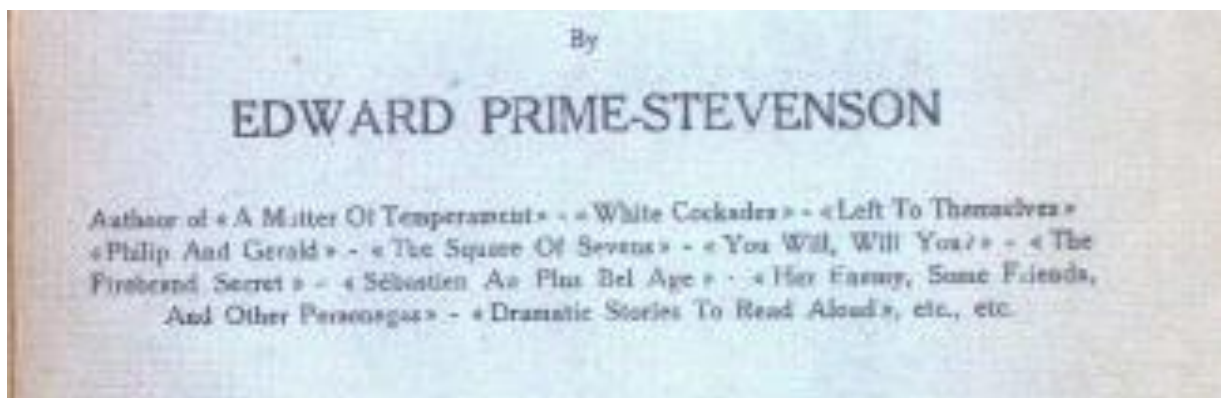 By
EDWARD PRIME-STEVENSON
Author of « A Matter Of Temperament» - « White Cockades » - « Left To Themselves »
« Philip And Gerald » - « The Square Of Sevens » - « You Will, Will You?» - « The
Firebrand Secret » - « Sébastien Au Plus Bel Age » - « Her Enemy, Some Friends,
And Other Personages» - « Dramatic Stories To Read Aloud », etc., etc.